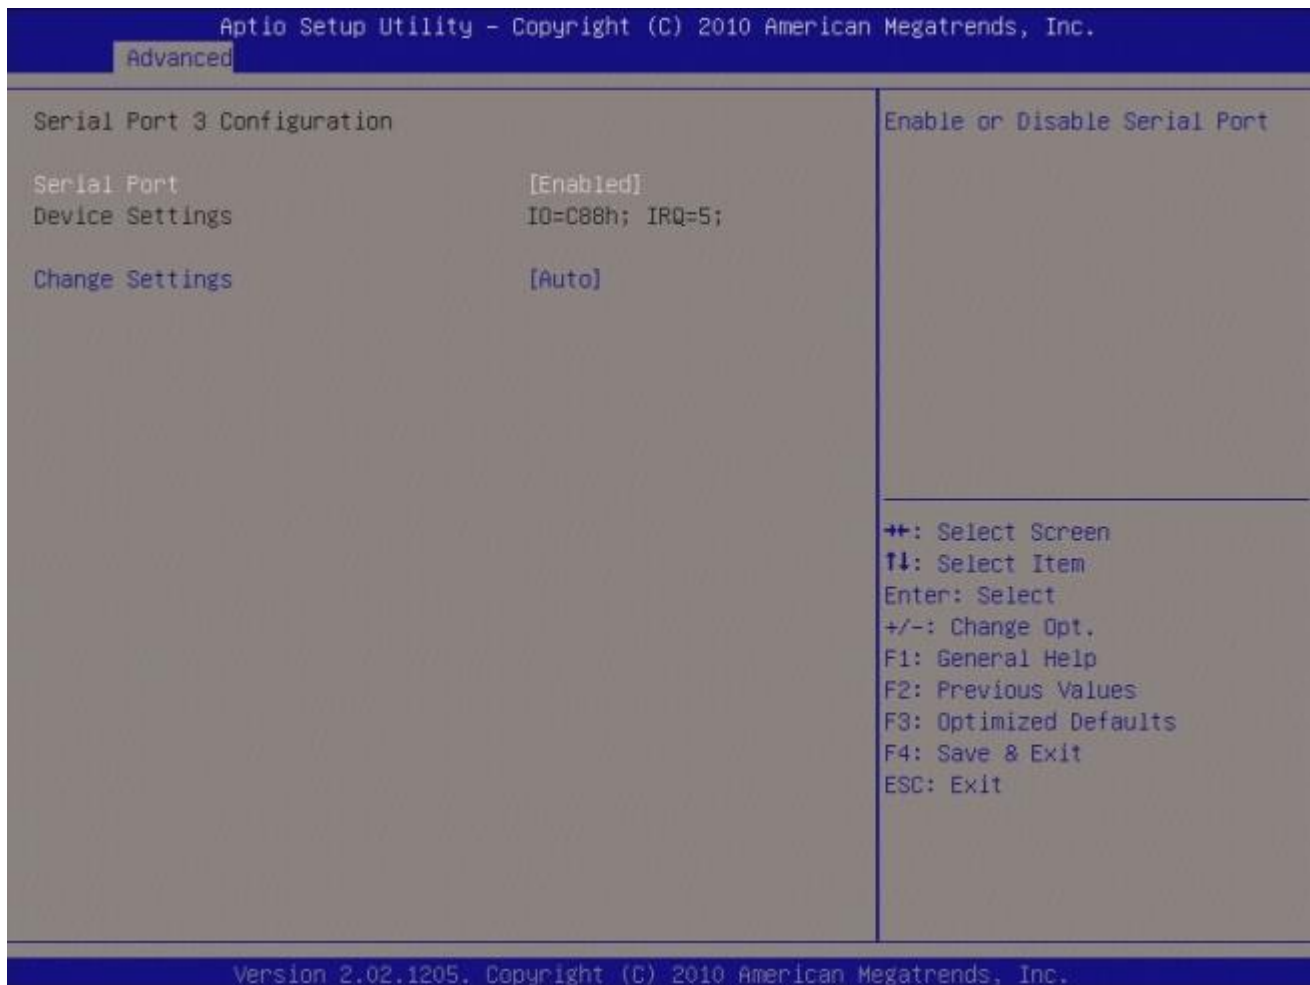 Aptio Setup Utility – Copyright (C) 2010 American Megatrends, Inc.
Advanced
Serial Port 3 Configuration
Serial Port [Enabled]
Device Settings IO=C88h; IRQ=5;
Change Settings [Auto]
Enable or Disable Serial Port
→←: Select Screen
↑↓: Select Item
Enter: Select
+/-: Change Opt.
F1: General Help
F2: Previous Values
F3: Optimized Defaults
F4: Save & Exit
ESC: Exit
Version 2.02.1205. Copyright (C) 2010 American Megatrends, Inc.